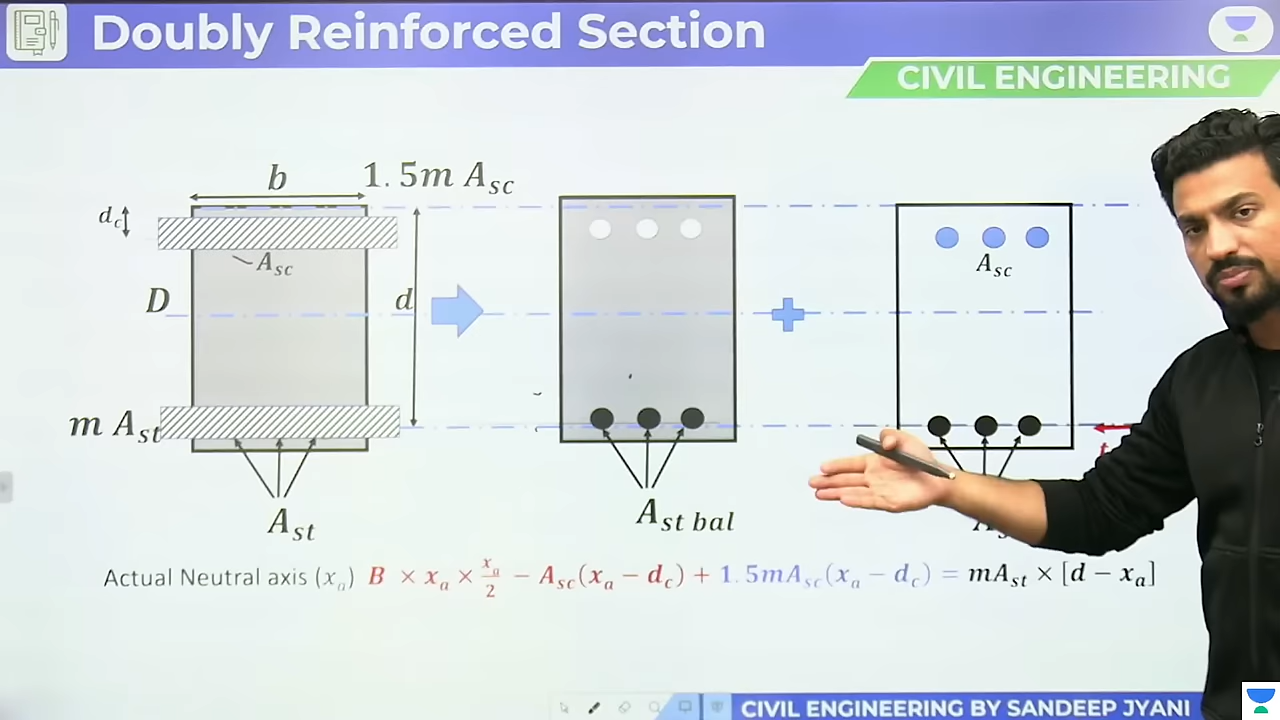 Doubly Reinforced Section
CIVIL ENGINEERING
b
1.5m A_sc
d_c
A_sc
A_sc
D
d
m A_st
A_st
A_st bal
Actual Neutral axis (x_a) B × x_a × x_a/2 − A_sc(x_a − d_c) + 1.5mA_sc(x_a − d_c) = mA_st × [d − x_a]
CIVIL ENGINEERING BY SANDEEP JYANI